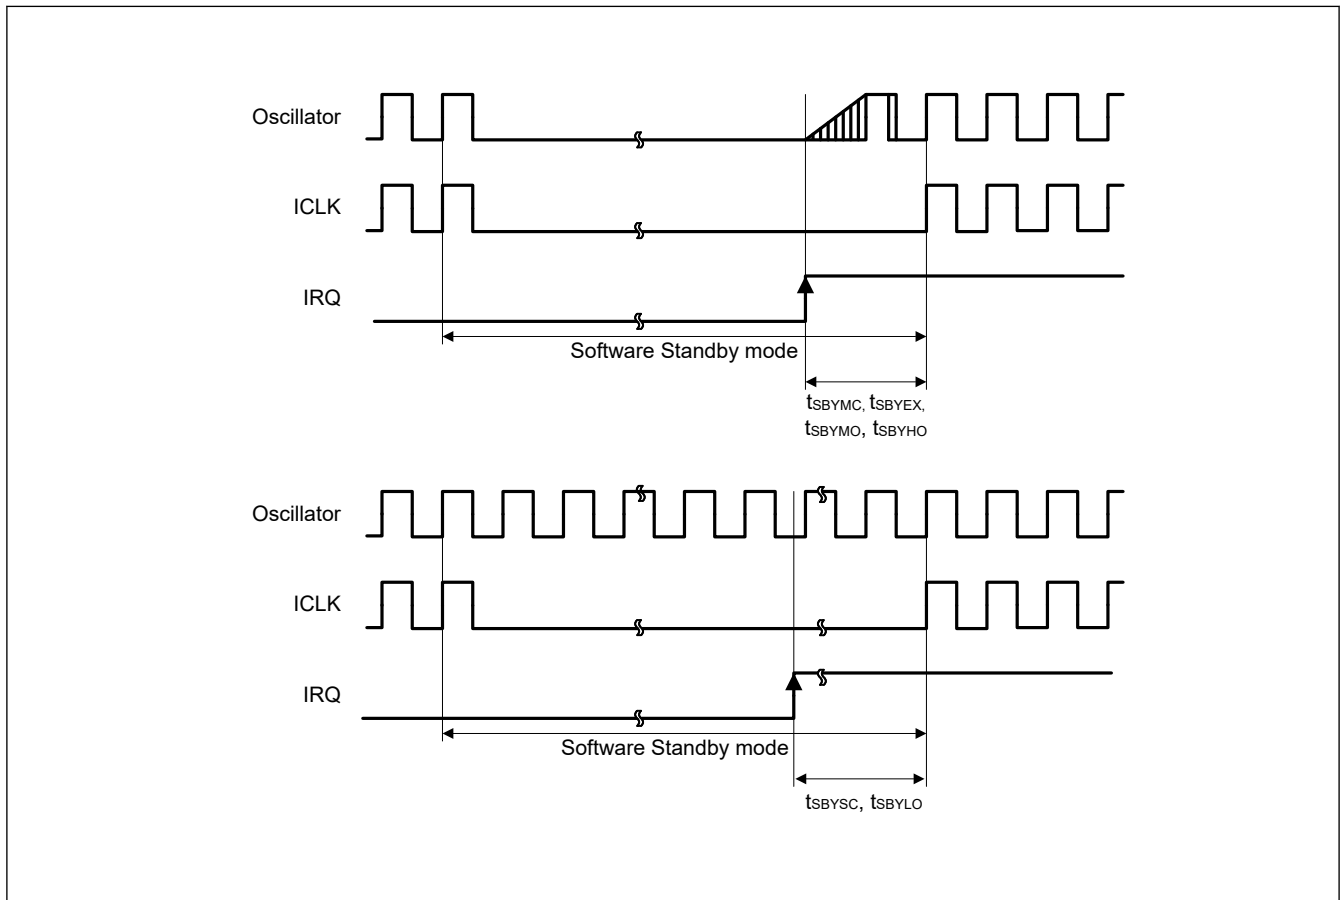 Oscillator
ICLK
IRQ
Software Standby mode
tSBYMC, tSBYEX,
tSBYMO, tSBYHO
Oscillator
ICLK
IRQ
Software Standby mode
tSBYSC, tSBYLO